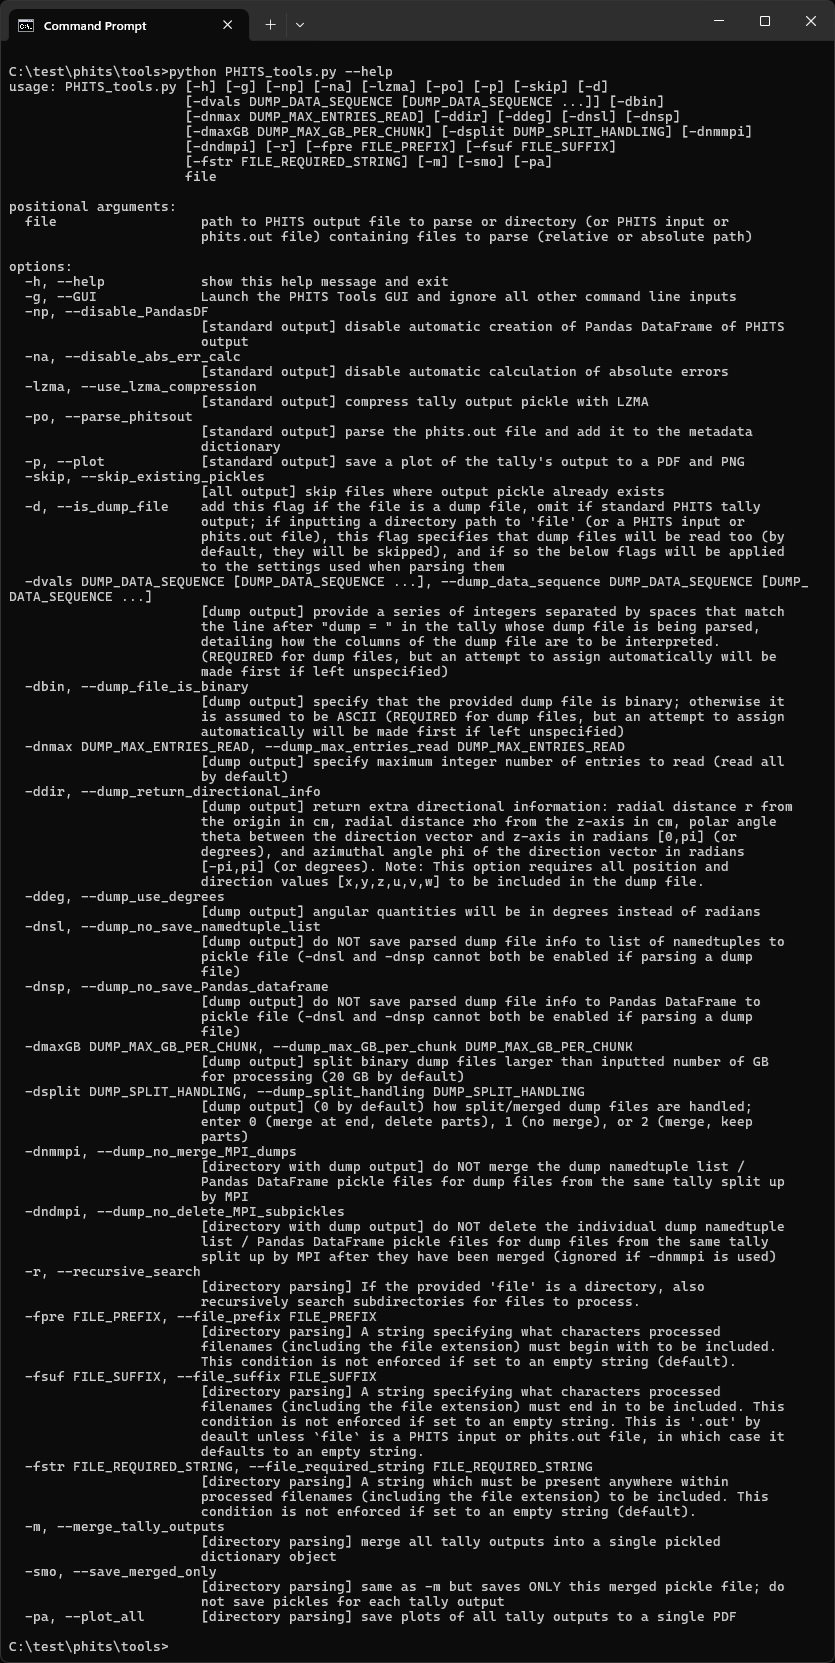 Command Prompt
C:\test\phits\tools>python PHITS_tools.py --help
usage: PHITS_tools.py [-h] [-g] [-np] [-na] [-lzma] [-po] [-p] [-skip] [-d]
[-dvals DUMP_DATA_SEQUENCE [DUMP_DATA_SEQUENCE ...]] [-dbin]
[-dnmax DUMP_MAX_ENTRIES_READ] [-ddir] [-ddeg] [-dnsl] [-dnsp]
[-dmaxGB DUMP_MAX_GB_PER_CHUNK] [-dsplit DUMP_SPLIT_HANDLING] [-dnmmpi]
[-dndmpi] [-r] [-fpre FILE_PREFIX] [-fsuf FILE_SUFFIX]
[-fstr FILE_REQUIRED_STRING] [-m] [-smo] [-pa]
file
positional arguments:
file path to PHITS output file to parse or directory (or PHITS input or
phits.out file) containing files to parse (relative or absolute path)
options:
-h, --help show this help message and exit
-g, --GUI Launch the PHITS Tools GUI and ignore all other command line inputs
-np, --disable_PandasDF
[standard output] disable automatic creation of Pandas DataFrame of PHITS
output
-na, --disable_abs_err_calc
[standard output] disable automatic calculation of absolute errors
-lzma, --use_lzma_compression
[standard output] compress tally output pickle with LZMA
-po, --parse_phitsout
[standard output] parse the phits.out file and add it to the metadata
dictionary
-p, --plot [standard output] save a plot of the tally's output to a PDF and PNG
-skip, --skip_existing_pickles
[all output] skip files where output pickle already exists
-d, --is_dump_file add this flag if the file is a dump file, omit if standard PHITS tally
output; if inputting a directory path to 'file' (or a PHITS input or
phits.out file), this flag specifies that dump files will be read too (by
default, they will be skipped), and if so the below flags will be applied
to the settings used when parsing them
-dvals DUMP_DATA_SEQUENCE [DUMP_DATA_SEQUENCE ...], --dump_data_sequence DUMP_DATA_SEQUENCE [DUMP_
DATA_SEQUENCE ...]
[dump output] provide a series of integers separated by spaces that match
the line after "dump = " in the tally whose dump file is being parsed,
detailing how the columns of the dump file are to be interpreted.
(REQUIRED for dump files, but an attempt to assign automatically will be
made first if left unspecified)
-dbin, --dump_file_is_binary
[dump output] specify that the provided dump file is binary; otherwise it
is assumed to be ASCII (REQUIRED for dump files, but an attempt to assign
automatically will be made first if left unspecified)
-dnmax DUMP_MAX_ENTRIES_READ, --dump_max_entries_read DUMP_MAX_ENTRIES_READ
[dump output] specify maximum integer number of entries to read (read all
by default)
-ddir, --dump_return_directional_info
[dump output] return extra directional information: radial distance r from
the origin in cm, radial distance rho from the z-axis in cm, polar angle
theta between the direction vector and z-axis in radians [0,pi] (or
degrees), and azimuthal angle phi of the direction vector in radians
[-pi,pi] (or degrees). Note: This option requires all position and
direction values [x,y,z,u,v,w] to be included in the dump file.
-ddeg, --dump_use_degrees
[dump output] angular quantities will be in degrees instead of radians
-dnsl, --dump_no_save_namedtuple_list
[dump output] do NOT save parsed dump file info to list of namedtuples to
pickle file (-dnsl and -dnsp cannot both be enabled if parsing a dump
file)
-dnsp, --dump_no_save_Pandas_dataframe
[dump output] do NOT save parsed dump file info to Pandas DataFrame to
pickle file (-dnsl and -dnsp cannot both be enabled if parsing a dump
file)
-dmaxGB DUMP_MAX_GB_PER_CHUNK, --dump_max_GB_per_chunk DUMP_MAX_GB_PER_CHUNK
[dump output] split binary dump files larger than inputted number of GB
for processing (20 GB by default)
-dsplit DUMP_SPLIT_HANDLING, --dump_split_handling DUMP_SPLIT_HANDLING
[dump output] (0 by default) how split/merged dump files are handled;
enter 0 (merge at end, delete parts), 1 (no merge), or 2 (merge, keep
parts)
-dnmmpi, --dump_no_merge_MPI_dumps
[directory with dump output] do NOT merge the dump namedtuple list /
Pandas DataFrame pickle files for dump files from the same tally split up
by MPI
-dndmpi, --dump_no_delete_MPI_subpickles
[directory with dump output] do NOT delete the individual dump namedtuple
list / Pandas DataFrame pickle files for dump files from the same tally
split up by MPI after they have been merged (ignored if -dnmmpi is used)
-r, --recursive_search
[directory parsing] If the provided 'file' is a directory, also
recursively search subdirectories for files to process.
-fpre FILE_PREFIX, --file_prefix FILE_PREFIX
[directory parsing] A string specifying what characters processed
filenames (including the file extension) must begin with to be included.
This condition is not enforced if set to an empty string (default).
-fsuf FILE_SUFFIX, --file_suffix FILE_SUFFIX
[directory parsing] A string specifying what characters processed
filenames (including the file extension) must end in to be included. This
condition is not enforced if set to an empty string. This is '.out' by
deault unless `file` is a PHITS input or phits.out file, in which case it
defaults to an empty string.
-fstr FILE_REQUIRED_STRING, --file_required_string FILE_REQUIRED_STRING
[directory parsing] A string which must be present anywhere within
processed filenames (including the file extension) to be included. This
condition is not enforced if set to an empty string (default).
-m, --merge_tally_outputs
[directory parsing] merge all tally outputs into a single pickled
dictionary object
-smo, --save_merged_only
[directory parsing] same as -m but saves ONLY this merged pickle file; do
not save pickles for each tally output
-pa, --plot_all [directory parsing] save plots of all tally outputs to a single PDF
C:\test\phits\tools>